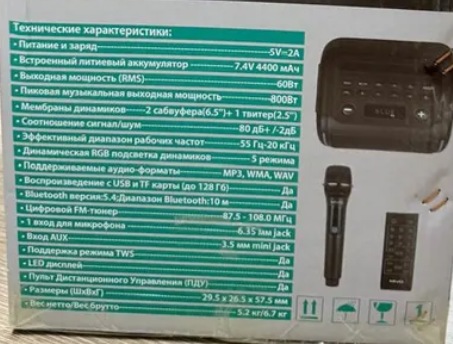 Технические характеристики:
• Питание и заряд 5V=2A
• Встроенный литиевый аккумулятор 7.4V 4400 мАч
• Выходная мощность (RMS) 60Вт
• Пиковая музыкальная выходная мощность 800Вт
• Мембраны динамиков 2 сабвуфера(6.5")+ 1 твитер(2.5")
• Соотношение сигнал/шум 80 дБ+ /-2дБ
• Эффективный диапазон рабочих частот 55 Гц-20 кГц
• Динамическая RGB подсветка динамиков 5 режима
• Поддерживаемые аудио-форматы MP3, WMA, WAV
• Воспроизведение с USB и TF карты (до 128 Гб) Да
• Bluetooth версия:5.4;Диапазон Bluetooth:10 м Да
• Цифровой FM-тюнер 87.5 - 108.0 МГц
• 1 вход для микрофона 6.35 мм jack
• Вход AUX 3.5 мм mini jack
• Поддержка режима TWS Да
• LED дисплей Да
• Пульт Дистанционного Управления (ПДУ) Да
• Размеры (ШхВхГ) 29.5 x 26.5 x 57.5 мм
• Вес нетто/Вес брутто 5.2 кг/6.7 кг